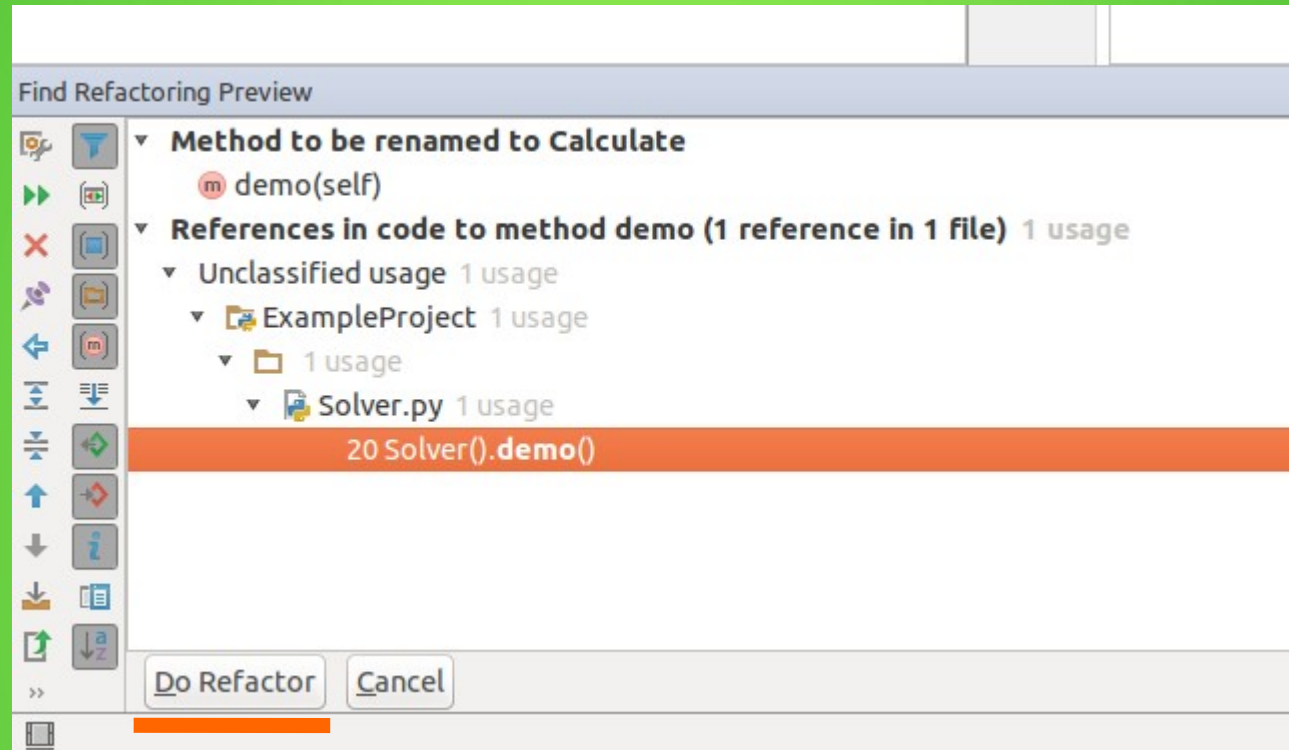 Find Refactoring Preview
Method to be renamed to Calculate
m demo(self)
References in code to method demo (1 reference in 1 file) 1 usage
Unclassified usage 1 usage
ExampleProject 1 usage
1 usage
Solver.py 1 usage
20 Solver().demo()
Do Refactor Cancel